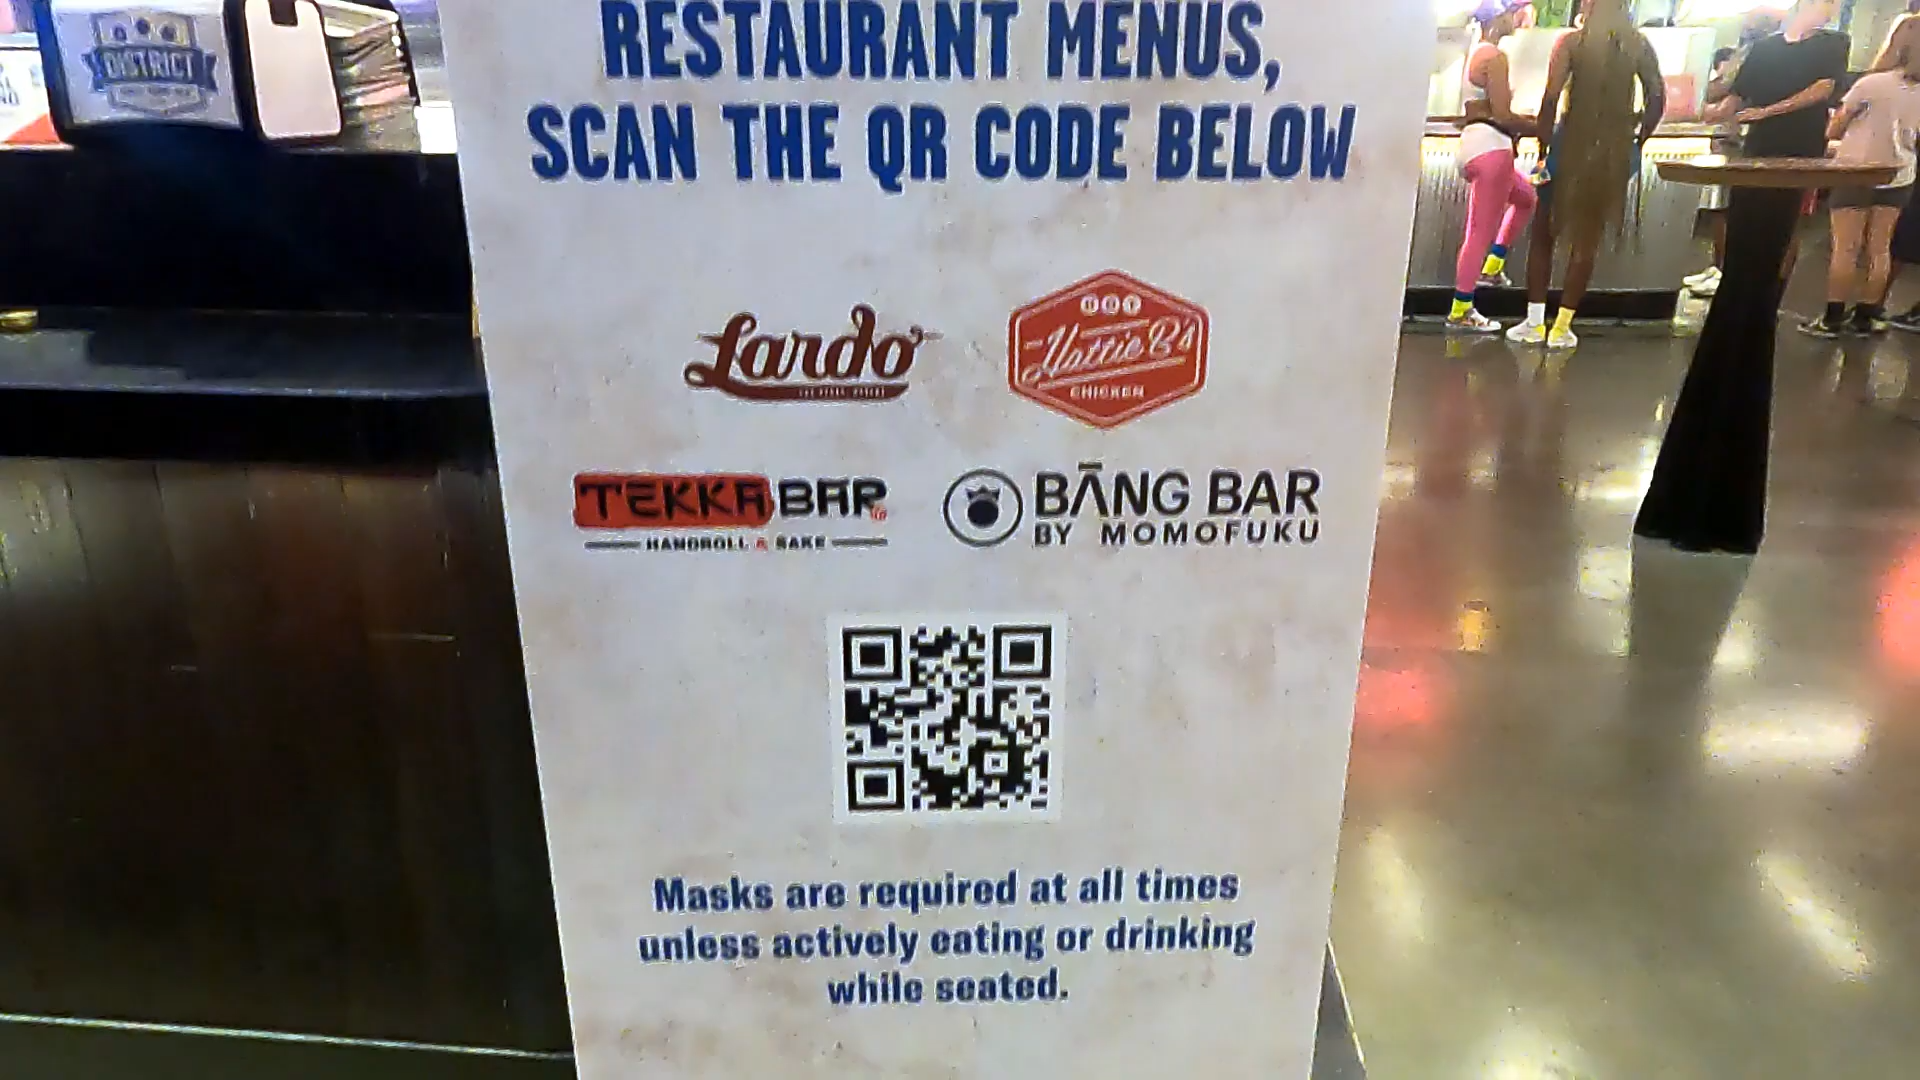 DISTRICT
RESTAURANT MENUS,
SCAN THE QR CODE BELOW
Lardo
HOT
Hattie B's
CHICKEN
TEKKA BAR
HANDROLL & SAKE
BĀNG BAR
BY MOMOFUKU
Masks are required at all times
unless actively eating or drinking
while seated.